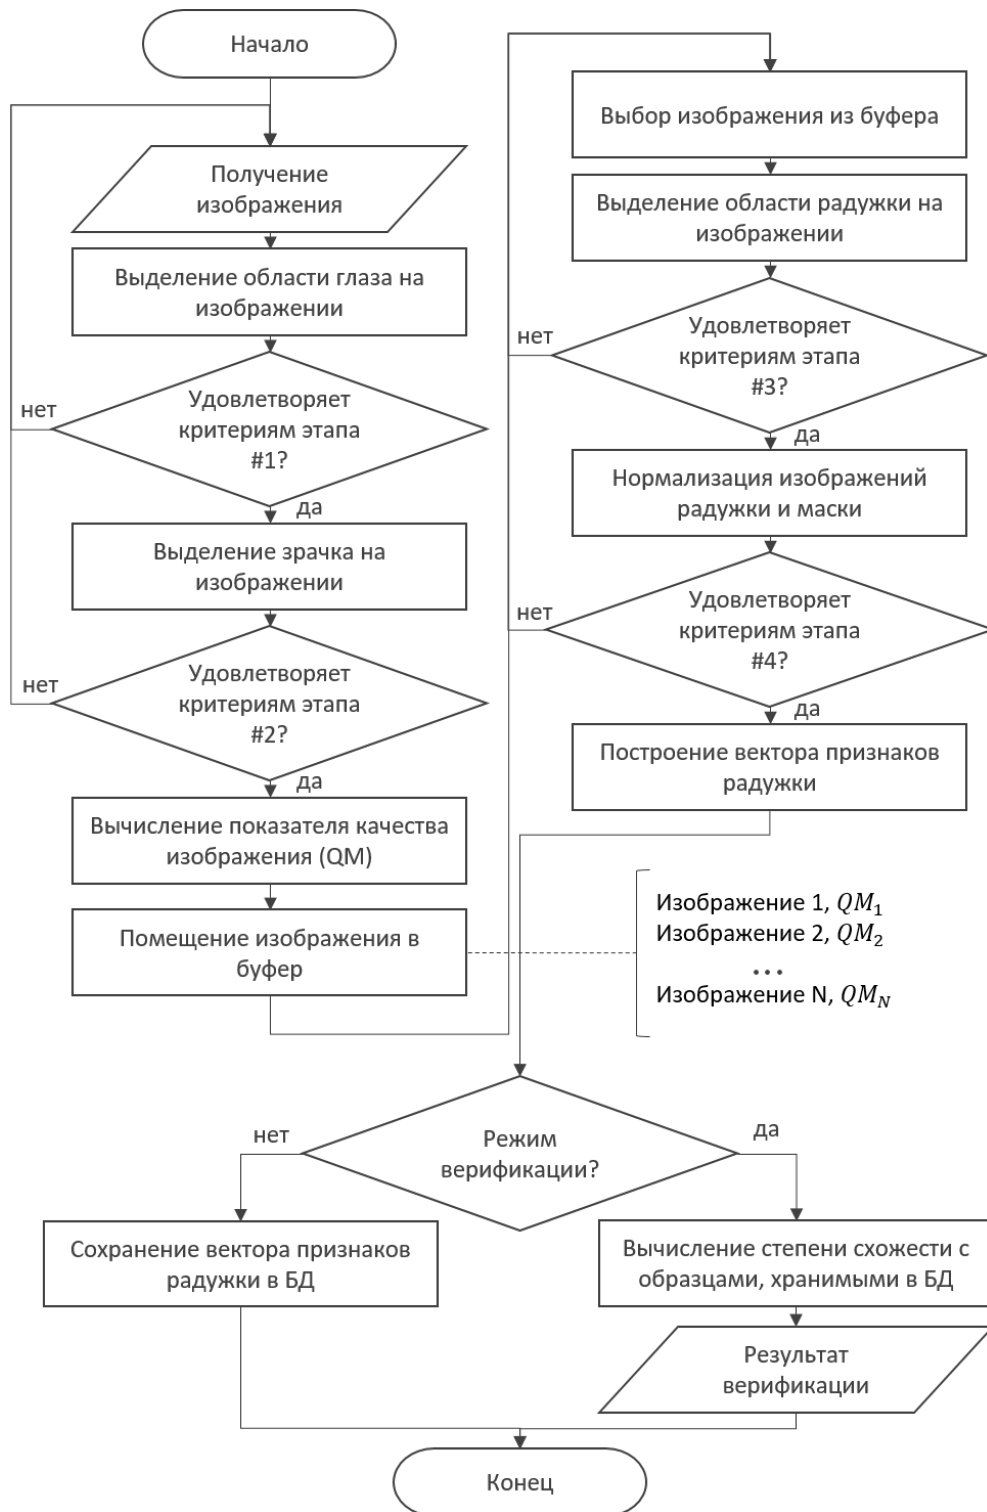 Начало
Получение
изображения
Выделение области глаза на
изображении
Удовлетворяет
критериям этапа
#1?
нет
да
Выделение зрачка на
изображении
Удовлетворяет
критериям этапа
#2?
нет
да
Вычисление показателя качества
изображения (QM)
Помещение изображения в
буфер
Изображение 1, QM₁
Изображение 2, QM₂
...
Изображение N, QM_N
Выбор изображения из буфера
Выделение области радужки на
изображении
Удовлетворяет
критериям этапа
#3?
нет
да
Нормализация изображений
радужки и маски
Удовлетворяет
критериям этапа
#4?
нет
да
Построение вектора признаков
радужки
Режим
верификации?
нет
да
Сохранение вектора признаков
радужки в БД
Вычисление степени схожести с
образцами, хранимыми в БД
Результат
верификации
Конец